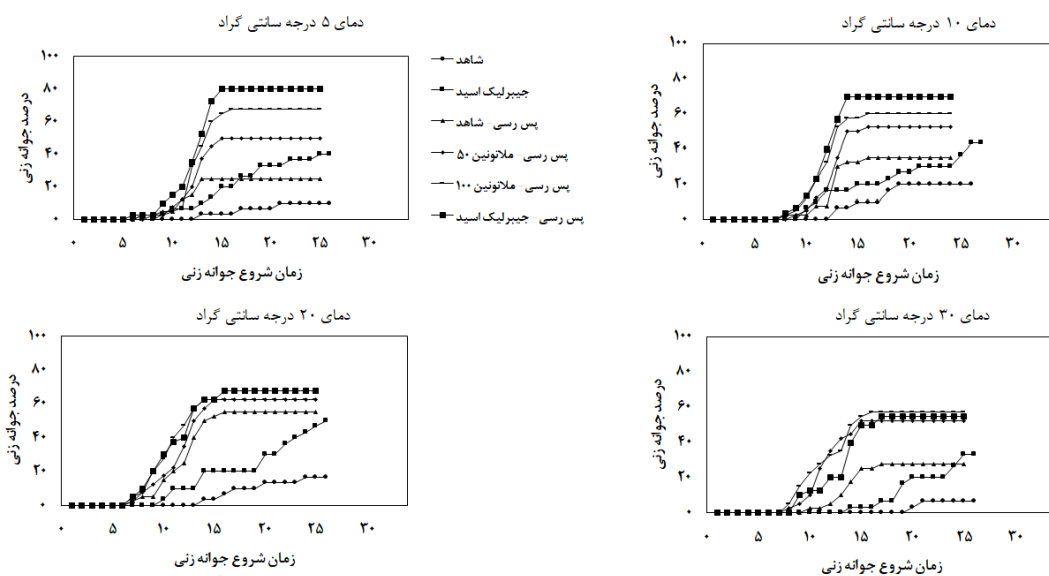 دمای ۵ درجه سانتی گراد
۱۰۰
۸۰
۶۰
۴۰
۲۰
۰
درصد جوانه زنی
۰ ۵ ۱۰ ۱۵ ۲۰ ۲۵ ۳۰
زمان شروع جوانه زنی
شاهد
جیبرلیک اسید
پس رسی- شاهد
پس رسی- ملاتونین ۵۰
پس رسی- ملاتونین ۱۰۰
پس رسی- جیبرلیک اسید
دمای ۱۰ درجه سانتی گراد
۱۰۰
۸۰
۶۰
۴۰
۲۰
۰
درصد جوانه زنی
۰ ۵ ۱۰ ۱۵ ۲۰ ۲۵ ۳۰
زمان شروع جوانه زنی
دمای ۲۰ درجه سانتی گراد
۱۰۰
۸۰
۶۰
۴۰
۲۰
۰
درصد جوانه زنی
۰ ۵ ۱۰ ۱۵ ۲۰ ۲۵ ۳۰
زمان شروع جوانه زنی
دمای ۳۰ درجه سانتی گراد
۱۰۰
۸۰
۶۰
۴۰
۲۰
۰
درصد جوانه زنی
۰ ۵ ۱۰ ۱۵ ۲۰ ۲۵ ۳۰
زمان شروع جوانه زنی